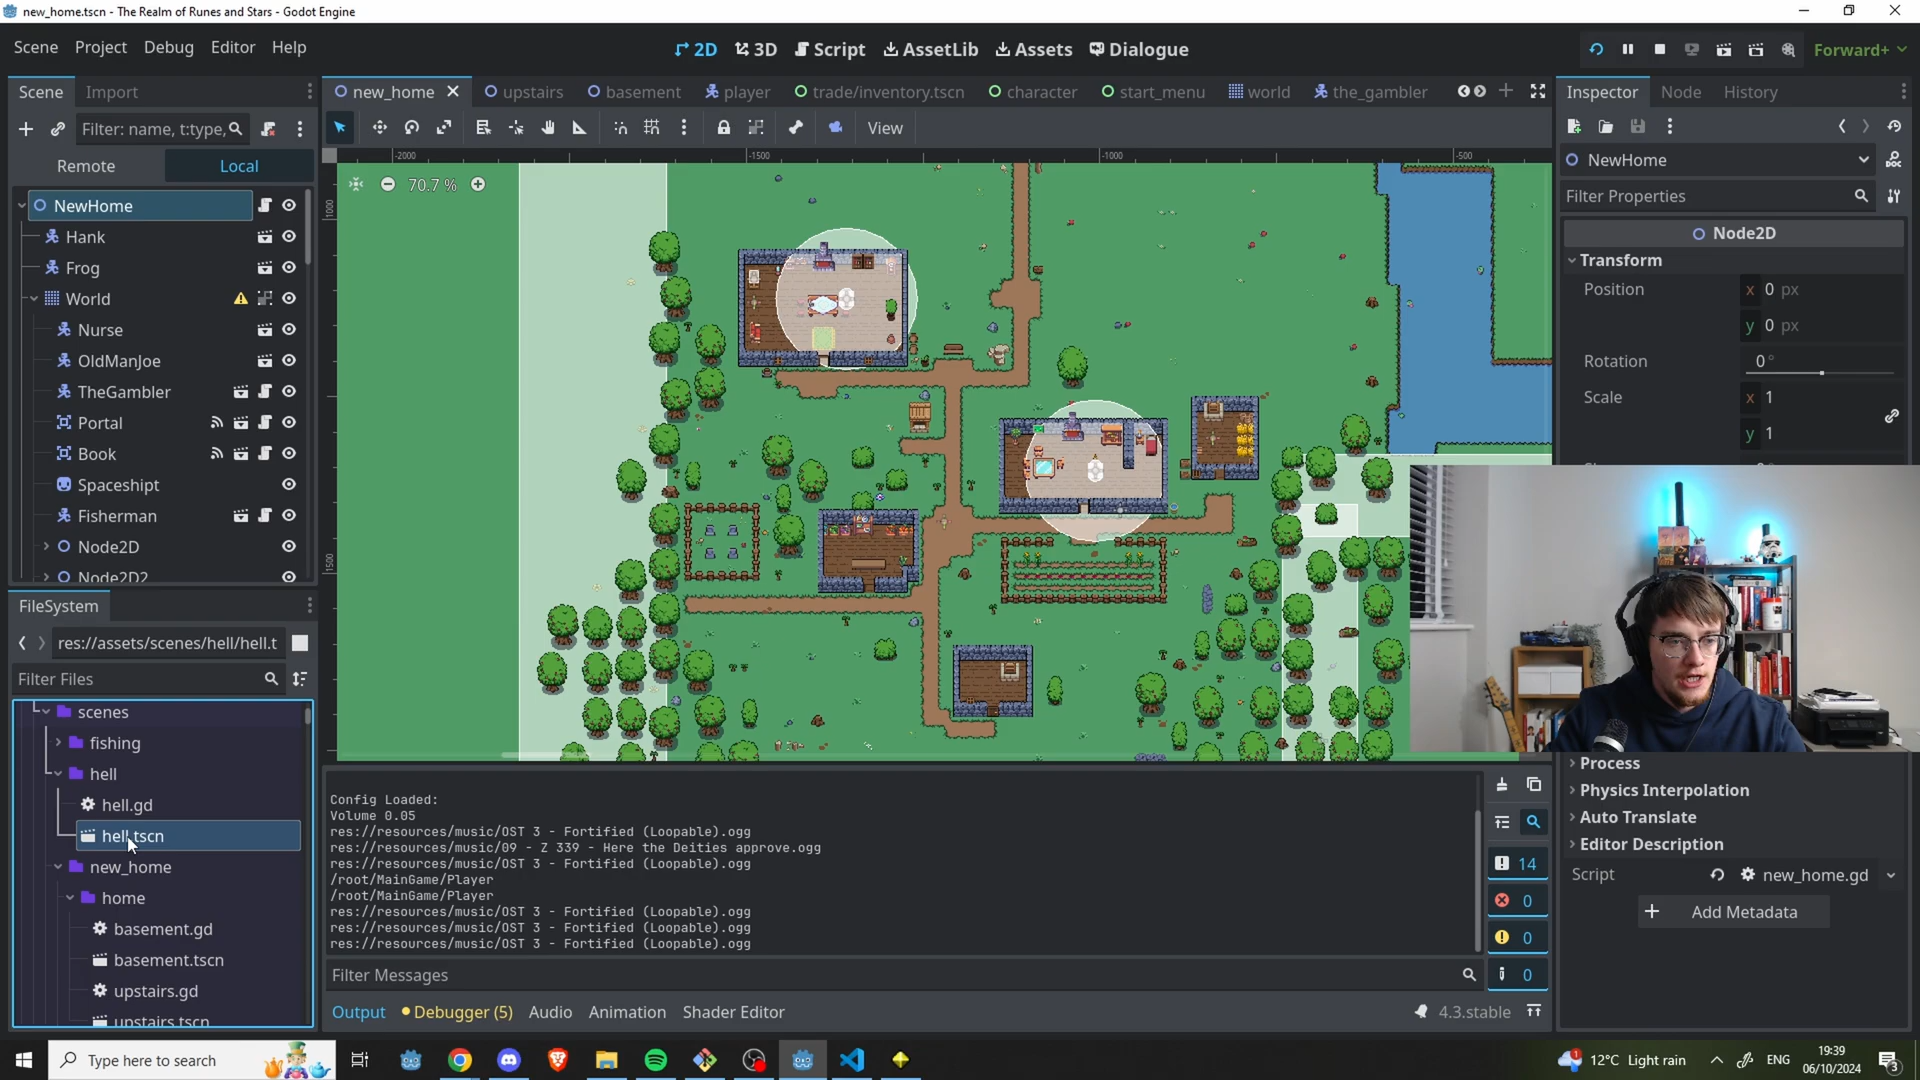 new_home.tscn - The Realm of Runes and Stars - Godot Engine
Scene Project Debug Editor Help
2D 3D Script AssetLib Assets Dialogue
Forward+
Scene Import
new_home upstairs basement player trade/inventory.tscn character start_menu world the_gambler
Inspector Node History
Filter: name, t:type,
View
Remote Local
-2000 -1500 -1000 -500
70.7 %
1000
1500
NewHome
Hank
Frog
World
Nurse
OldManJoe
TheGambler
Portal
Book
Spaceshipt
Fisherman
Node2D
Node2D2
NewHome
Filter Properties
Node2D
Transform
Position x 0 px
y 0 px
Rotation 0 °
Scale x 1
y 1
FileSystem
res://assets/scenes/hell/hell.t
Filter Files
scenes
fishing
hell
hell.gd
hell.tscn
new_home
home
basement.gd
basement.tscn
upstairs.gd
upstairs.tscn
Config Loaded:
Volume 0.05
res://resources/music/OST 3 - Fortified (Loopable).ogg
res://resources/music/09 - Z 339 - Here the Deities approve.ogg
res://resources/music/OST 3 - Fortified (Loopable).ogg
/root/MainGame/Player
/root/MainGame/Player
res://resources/music/OST 3 - Fortified (Loopable).ogg
res://resources/music/OST 3 - Fortified (Loopable).ogg
res://resources/music/OST 3 - Fortified (Loopable).ogg
14
0
0
0
Filter Messages
Output Debugger (5) Audio Animation Shader Editor
4.3.stable
Process
Physics Interpolation
Auto Translate
Editor Description
Script new_home.gd
Add Metadata
Type here to search
1
12°C Light rain
ENG
19:39
06/10/2024
3